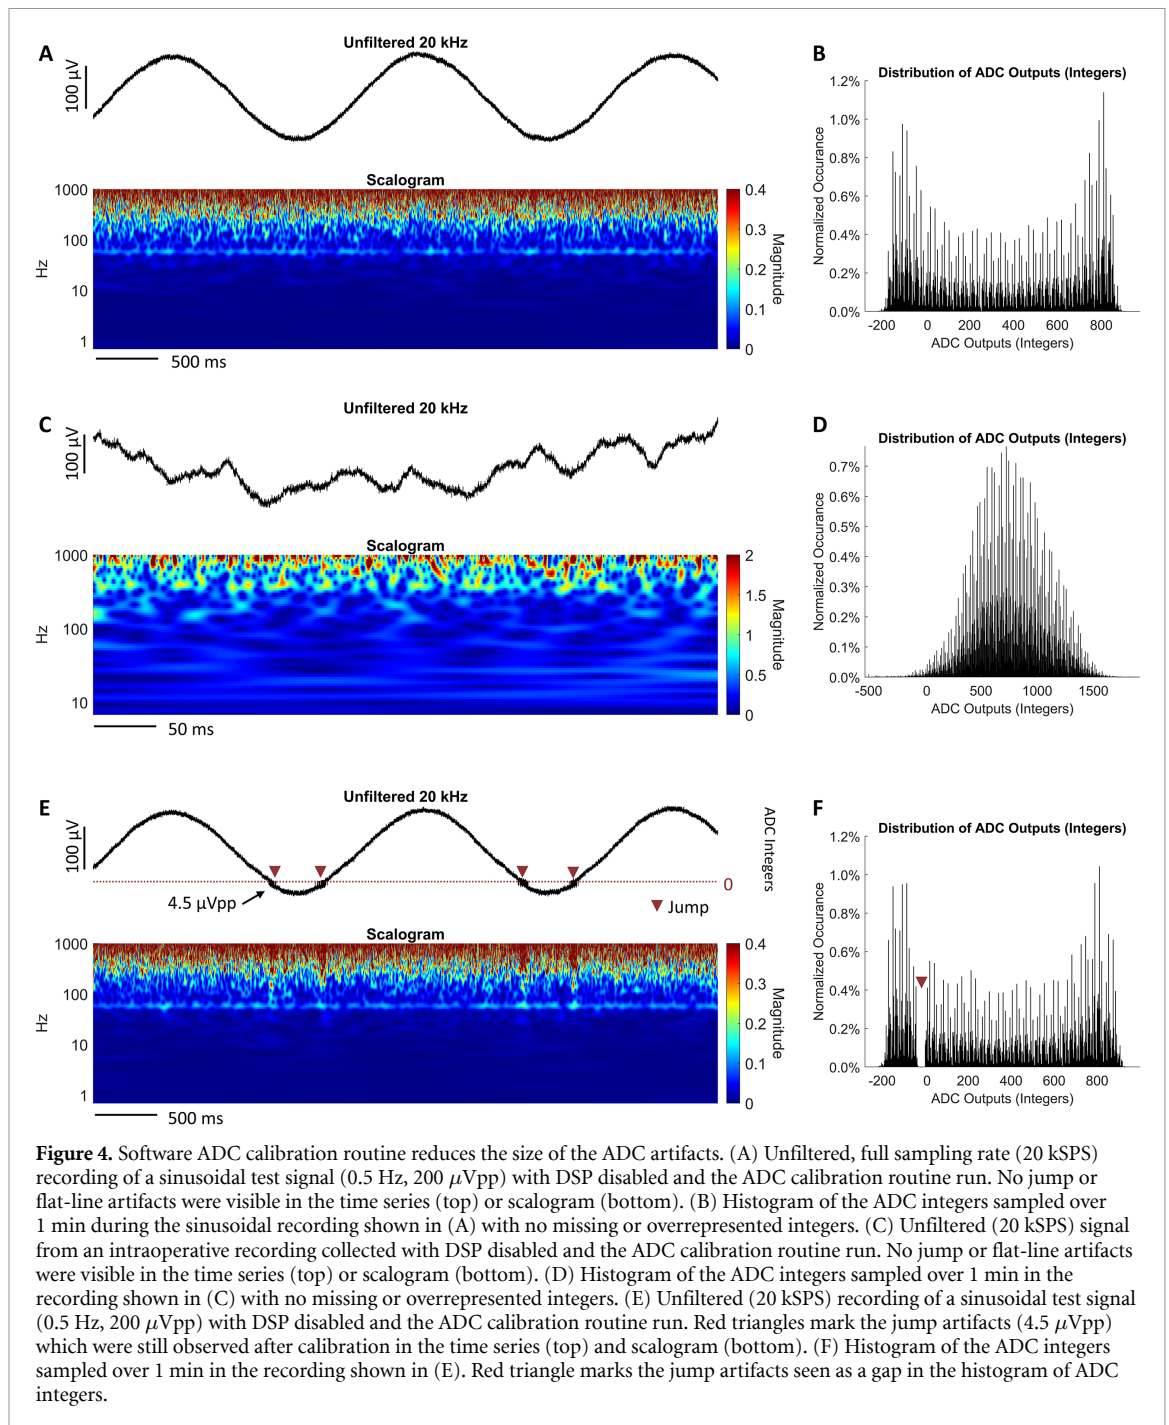 A
Unfiltered 20 kHz
100 µV
Scalogram
1000
100
10
1
Hz
0.4
0.3
0.2
0.1
0
Magnitude
500 ms
B
Distribution of ADC Outputs (Integers)
1.2%
1.0%
0.8%
0.6%
0.4%
0.2%
0.0%
Normalized Occurance
-200 0 200 400 600 800
ADC Outputs (Integers)
C
Unfiltered 20 kHz
100 µV
Scalogram
1000
100
10
Hz
2
1.5
1
0.5
0
Magnitude
50 ms
D
Distribution of ADC Outputs (Integers)
0.7%
0.6%
0.5%
0.4%
0.3%
0.2%
0.1%
0.0%
Normalized Occurance
-500 0 500 1000 1500
ADC Outputs (Integers)
E
Unfiltered 20 kHz
100 µV
4.5 µVpp
0
ADC Integers
Jump
Scalogram
1000
100
10
1
Hz
0.4
0.3
0.2
0.1
0
Magnitude
500 ms
F
Distribution of ADC Outputs (Integers)
1.2%
1.0%
0.8%
0.6%
0.4%
0.2%
0.0%
Normalized Occurance
-200 0 200 400 600 800
ADC Outputs (Integers)
Figure 4. Software ADC calibration routine reduces the size of the ADC artifacts. (A) Unfiltered, full sampling rate (20 kSPS)
recording of a sinusoidal test signal (0.5 Hz, 200 µVpp) with DSP disabled and the ADC calibration routine run. No jump or
flat-line artifacts were visible in the time series (top) or scalogram (bottom). (B) Histogram of the ADC integers sampled over
1 min during the sinusoidal recording shown in (A) with no missing or overrepresented integers. (C) Unfiltered (20 kSPS) signal
from an intraoperative recording collected with DSP disabled and the ADC calibration routine run. No jump or flat-line artifacts
were visible in the time series (top) or scalogram (bottom). (D) Histogram of the ADC integers sampled over 1 min in the
recording shown in (C) with no missing or overrepresented integers. (E) Unfiltered (20 kSPS) recording of a sinusoidal test signal
(0.5 Hz, 200 µVpp) with DSP disabled and the ADC calibration routine run. Red triangles mark the jump artifacts (4.5 µVpp)
which were still observed after calibration in the time series (top) and scalogram (bottom). (F) Histogram of the ADC integers
sampled over 1 min in the recording shown in (E). Red triangle marks the jump artifacts seen as a gap in the histogram of ADC
integers.